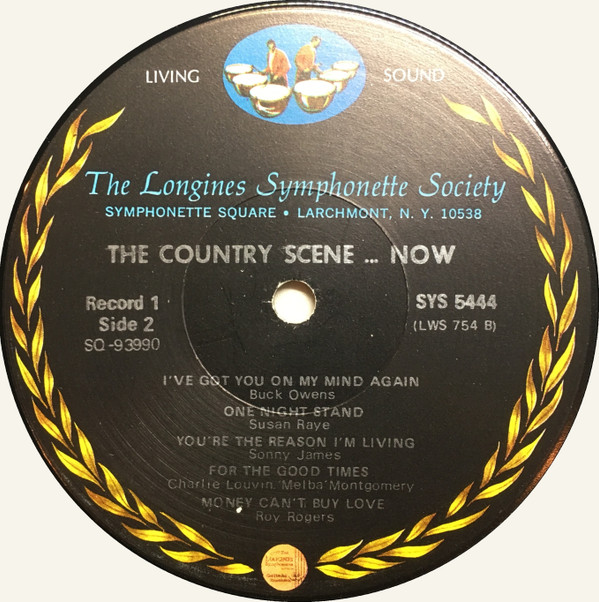 LIVING SOUND
The Longines Symphonette Society
SYMPHONETTE SQUARE • LARCHMONT, N. Y. 10538
THE COUNTRY SCENE ... NOW
Record 1 SYS 5444
Side 2 (LWS 754 B)
SQ-93990
I'VE GOT YOU ON MY MIND AGAIN
Buck Owens
ONE NIGHT STAND
Susan Raye
YOU'RE THE REASON I'M LIVING
Sonny James
FOR THE GOOD TIMES
Charlie Louvin, 'Melba' Montgomery
MONEY CAN'T BUY LOVE
Roy Rogers
THE
LONGINES
SYMPHONETTE